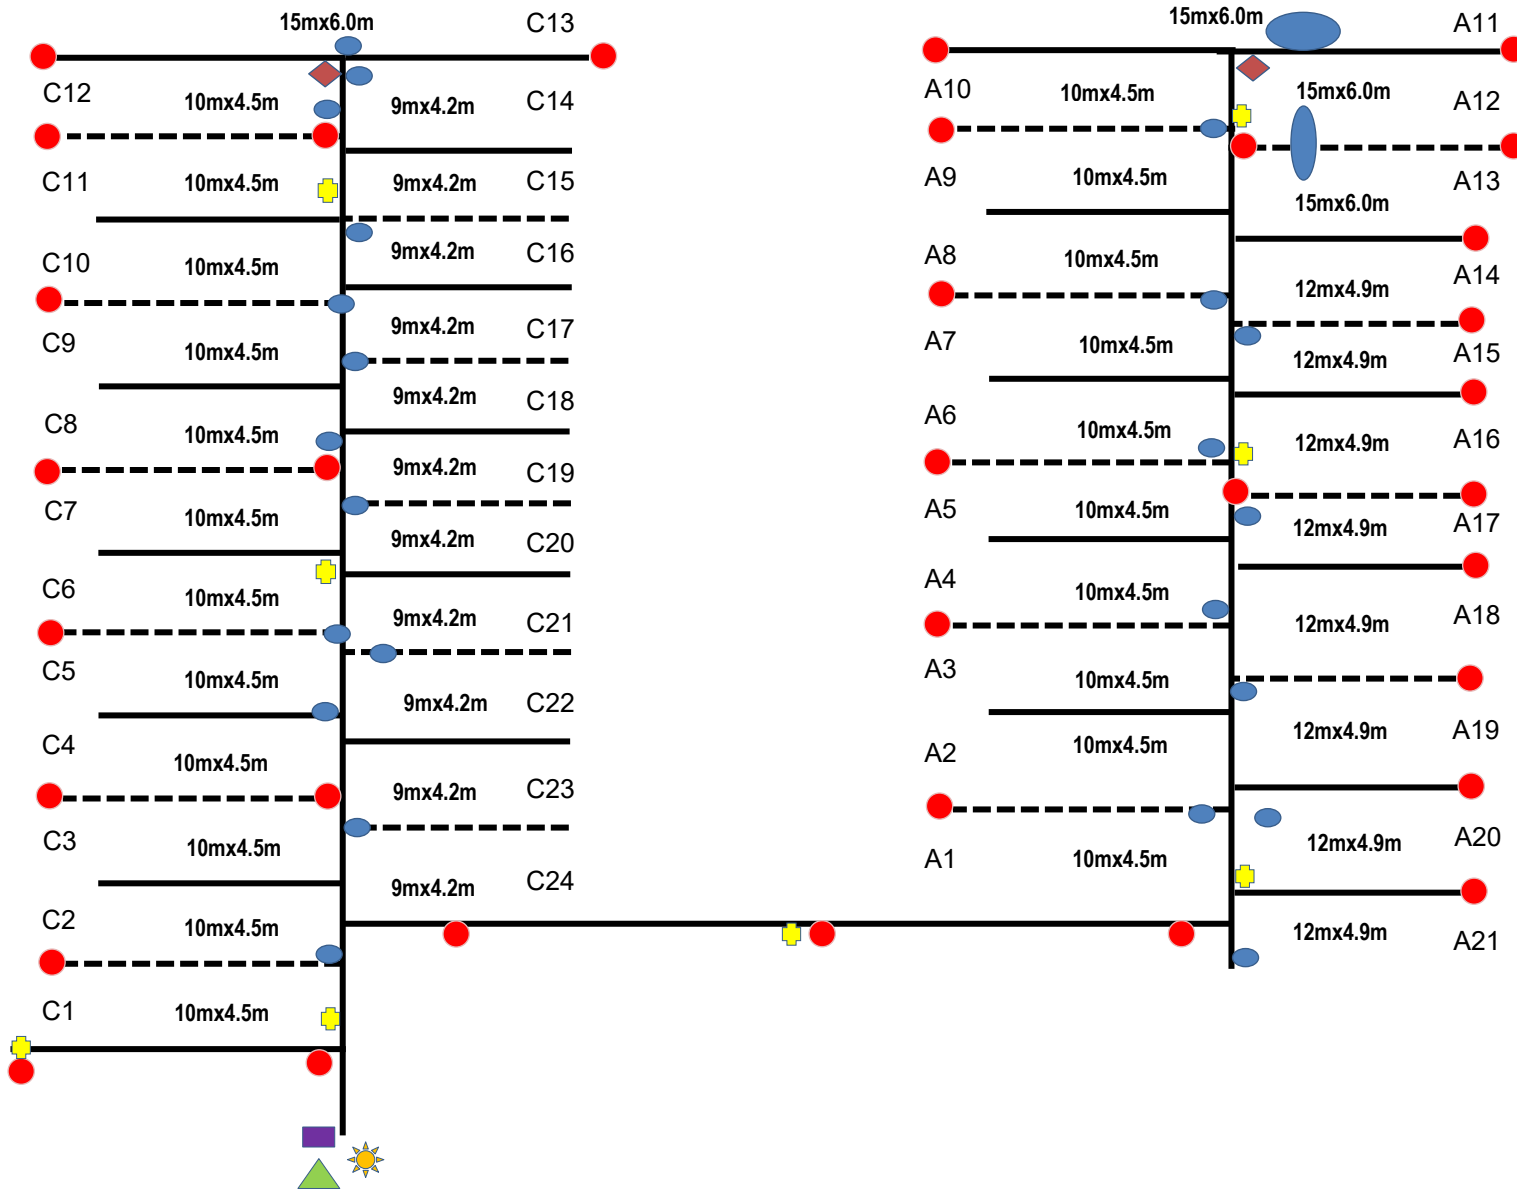 15mx6.0m
C13
C12
10mx4.5m
9mx4.2m
C14
C11
10mx4.5m
9mx4.2m
C15
C10
10mx4.5m
9mx4.2m
C16
C9
10mx4.5m
9mx4.2m
C17
C8
10mx4.5m
9mx4.2m
C18
C7
10mx4.5m
9mx4.2m
C19
C6
10mx4.5m
9mx4.2m
C20
C5
10mx4.5m
9mx4.2m
C21
C4
10mx4.5m
9mx4.2m
C22
C3
10mx4.5m
9mx4.2m
C23
C2
10mx4.5m
9mx4.2m
C24
C1
10mx4.5m
15mx6.0m
A11
A10
10mx4.5m
15mx6.0m
A12
A9
10mx4.5m
15mx6.0m
A13
A8
10mx4.5m
12mx4.9m
A14
A7
10mx4.5m
12mx4.9m
A15
A6
10mx4.5m
12mx4.9m
A16
A5
10mx4.5m
12mx4.9m
A17
A4
10mx4.5m
12mx4.9m
A18
A3
10mx4.5m
12mx4.9m
A19
A2
10mx4.5m
12mx4.9m
A20
A1
10mx4.5m
12mx4.9m
A21